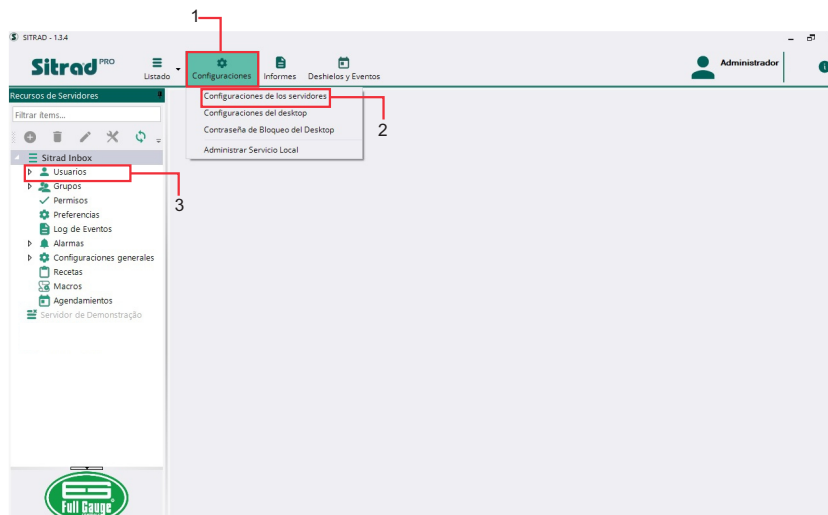 1
SITRAD - 1.3.4
Sitrad PRO
Listado
Configuraciones
Informes
Deshielos y Eventos
Administrador
Recursos de Servidores
Filtrar ítems...
Configuraciones de los servidores
Configuraciones del desktop
Contraseña de Bloqueo del Desktop
Administrar Servicio Local
2
Sitrad Inbox
Usuarios
Grupos
3
Permisos
Preferencias
Log de Eventos
Alarmas
Configuraciones generales
Recetas
Macros
Agendamientos
Servidor de Demonstração
Full Gauge